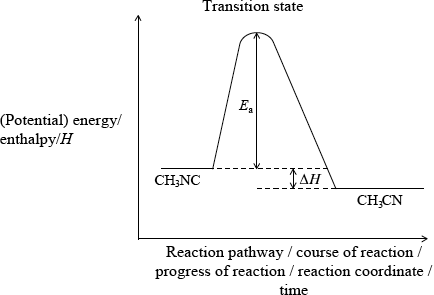 Transition state
Eₐ
(Potential) energy/
enthalpy/H
CH₃NC
ΔH
CH₃CN
Reaction pathway / course of reaction /
progress of reaction / reaction coordinate /
time